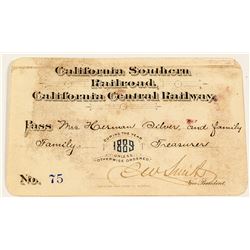 California Southern
Railroad,
California Central Railway.
Pass Mrs Herman Silver, and family
DURING THE YEAR
Family 1889 Treasurer
UNLESS
"OTHERWISE ORDERED"
No. 75
Vice President.